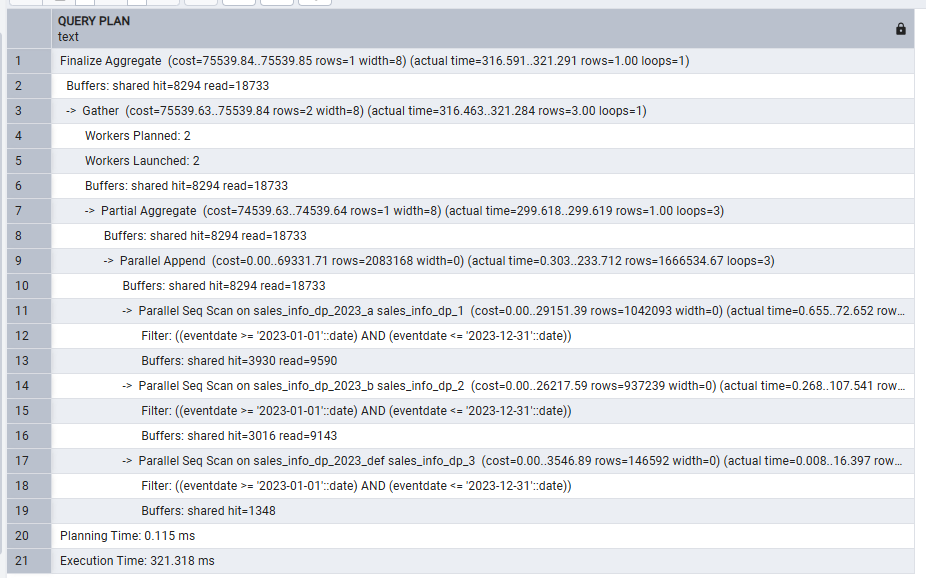 QUERY PLAN
text
1 Finalize Aggregate (cost=75539.84..75539.85 rows=1 width=8) (actual time=316.591..321.291 rows=1.00 loops=1)
2 Buffers: shared hit=8294 read=18733
3 -> Gather (cost=75539.63..75539.84 rows=2 width=8) (actual time=316.463..321.284 rows=3.00 loops=1)
4 Workers Planned: 2
5 Workers Launched: 2
6 Buffers: shared hit=8294 read=18733
7 -> Partial Aggregate (cost=74539.63..74539.64 rows=1 width=8) (actual time=299.618..299.619 rows=1.00 loops=3)
8 Buffers: shared hit=8294 read=18733
9 -> Parallel Append (cost=0.00..69331.71 rows=2083168 width=0) (actual time=0.303..233.712 rows=1666534.67 loops=3)
10 Buffers: shared hit=8294 read=18733
11 -> Parallel Seq Scan on sales_info_dp_2023_a sales_info_dp_1 (cost=0.00..29151.39 rows=1042093 width=0) (actual time=0.655..72.652 row...
12 Filter: ((eventdate >= '2023-01-01'::date) AND (eventdate <= '2023-12-31'::date))
13 Buffers: shared hit=3930 read=9590
14 -> Parallel Seq Scan on sales_info_dp_2023_b sales_info_dp_2 (cost=0.00..26217.59 rows=937239 width=0) (actual time=0.268..107.541 row...
15 Filter: ((eventdate >= '2023-01-01'::date) AND (eventdate <= '2023-12-31'::date))
16 Buffers: shared hit=3016 read=9143
17 -> Parallel Seq Scan on sales_info_dp_2023_def sales_info_dp_3 (cost=0.00..3546.89 rows=146592 width=0) (actual time=0.008..16.397 row...
18 Filter: ((eventdate >= '2023-01-01'::date) AND (eventdate <= '2023-12-31'::date))
19 Buffers: shared hit=1348
20 Planning Time: 0.115 ms
21 Execution Time: 321.318 ms